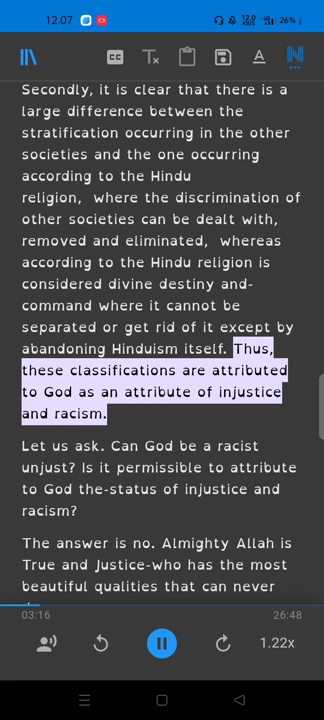 12.07
12.0
KB/S
4G
26%
CC
T
A
N
Secondly, it is clear that there is a
large difference between the
stratification occurring in the other
societies and the one occurring
according to the Hindu
religion, where the discrimination of
other societies can be dealt with,
removed and eliminated, whereas
according to the Hindu religion is
considered divine destiny and-
command where it cannot be
separated or get rid of it except by
abandoning Hinduism itself. Thus,
these classifications are attributed
to God as an attribute of injustice
and racism.
Let us ask. Can God be a racist
unjust? Is it permissible to attribute
to God the-status of injustice and
racism?
The answer is no. Almighty Allah is
True and Justice-who has the most
beautiful qualities that can never
03:16
26:48
1.22x